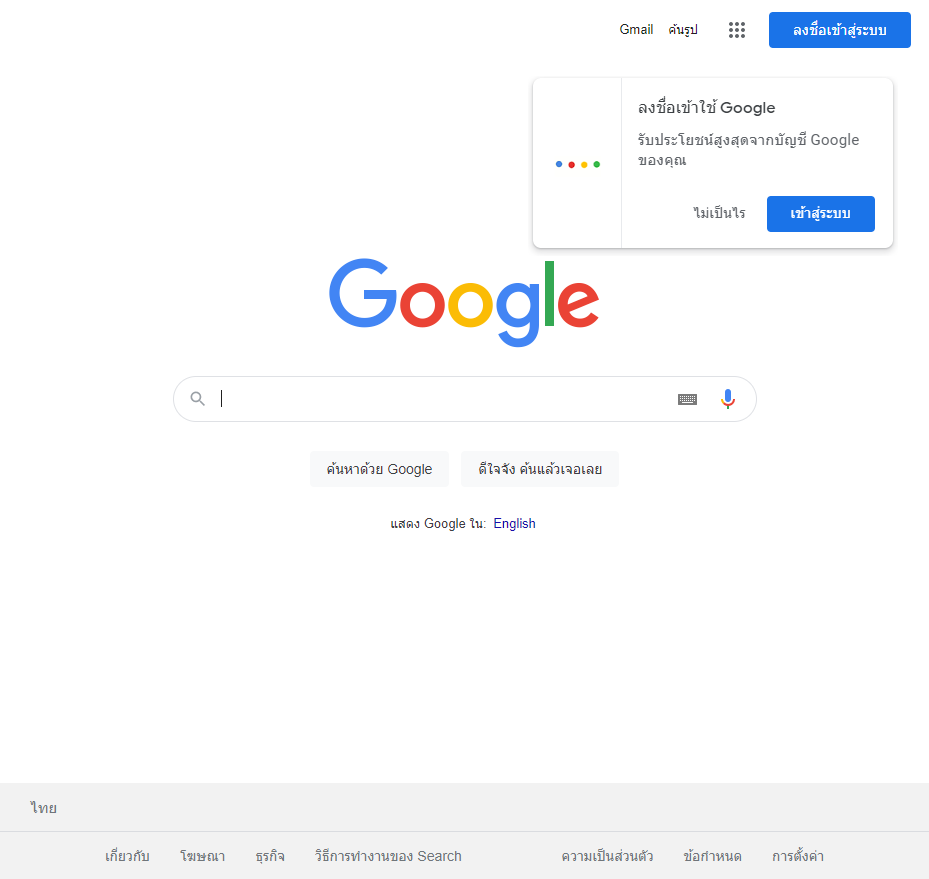 Gmail ค้นรูป ลงชื่อเข้าสู่ระบบ
ลงชื่อเข้าใช้ Google
รับประโยชน์สูงสุดจากบัญชี Google
ของคุณ
ไม่เป็นไร เข้าสู่ระบบ
Google
ค้นหาด้วย Google ดีใจจัง ค้นแล้วเจอเลย
แสดง Google ใน: English
ไทย
เกี่ยวกับ โฆษณา ธุรกิจ วิธีการทำงานของ Search ความเป็นส่วนตัว ข้อกำหนด การตั้งค่า